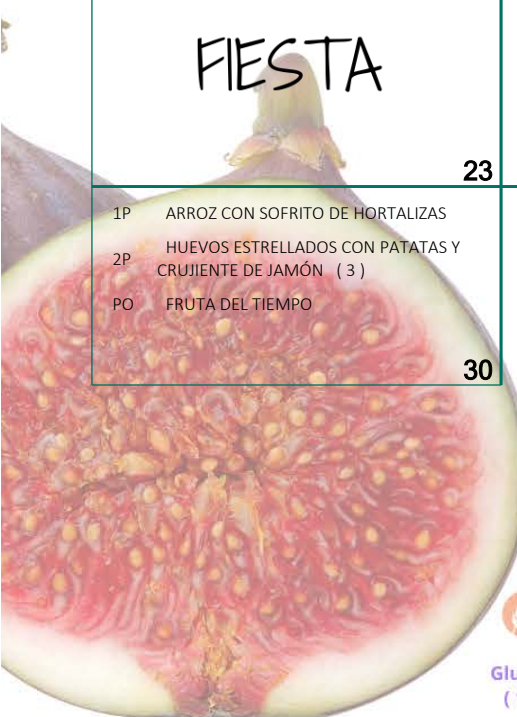 FIESTA
23
1P ARROZ CON SOFRITO DE HORTALIZAS
2P HUEVOS ESTRELLADOS CON PATATAS Y
CRUJIENTE DE JAMÓN ( 3 )
PO FRUTA DEL TIEMPO
30